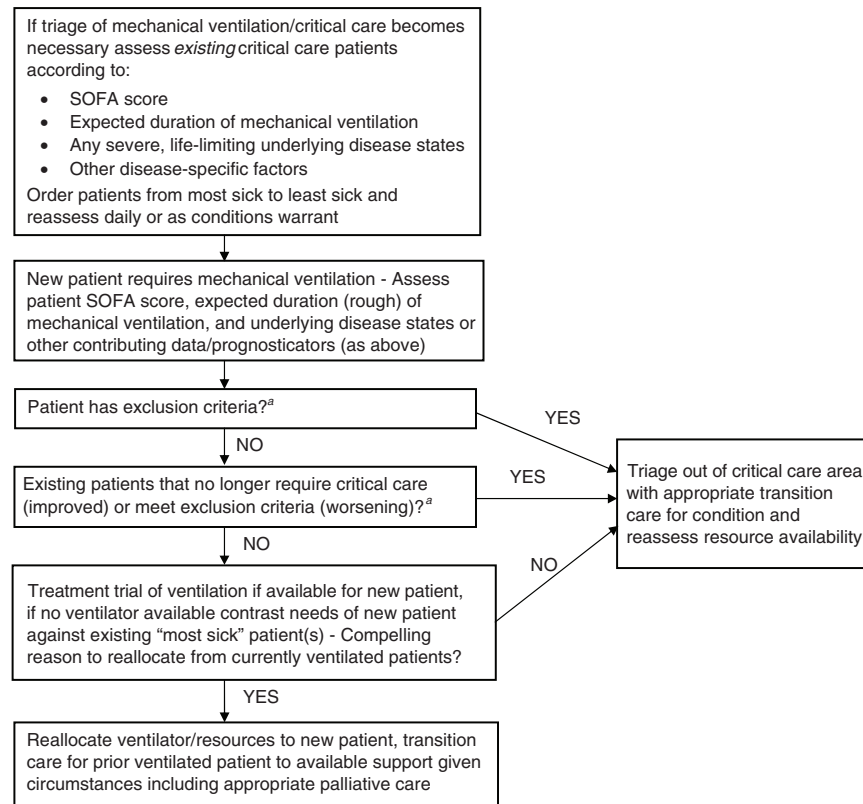 If triage of mechanical ventilation/critical care becomes
necessary assess existing critical care patients
according to:
• SOFA score
• Expected duration of mechanical ventilation
• Any severe, life-limiting underlying disease states
• Other disease-specific factors
Order patients from most sick to least sick and
reassess daily or as conditions warrant
New patient requires mechanical ventilation - Assess
patient SOFA score, expected duration (rough) of
mechanical ventilation, and underlying disease states or
other contributing data/prognosticators (as above)
Patient has exclusion criteria?a
YES
NO
Existing patients that no longer require critical care
(improved) or meet exclusion criteria (worsening)?a
YES
Triage out of critical care area
with appropriate transition
care for condition and
reassess resource availability
NO
Treatment trial of ventilation if available for new patient,
if no ventilator available contrast needs of new patient
against existing “most sick” patient(s) - Compelling
reason to reallocate from currently ventilated patients?
NO
YES
Reallocate ventilator/resources to new patient, transition
care for prior ventilated patient to available support given
circumstances including appropriate palliative care